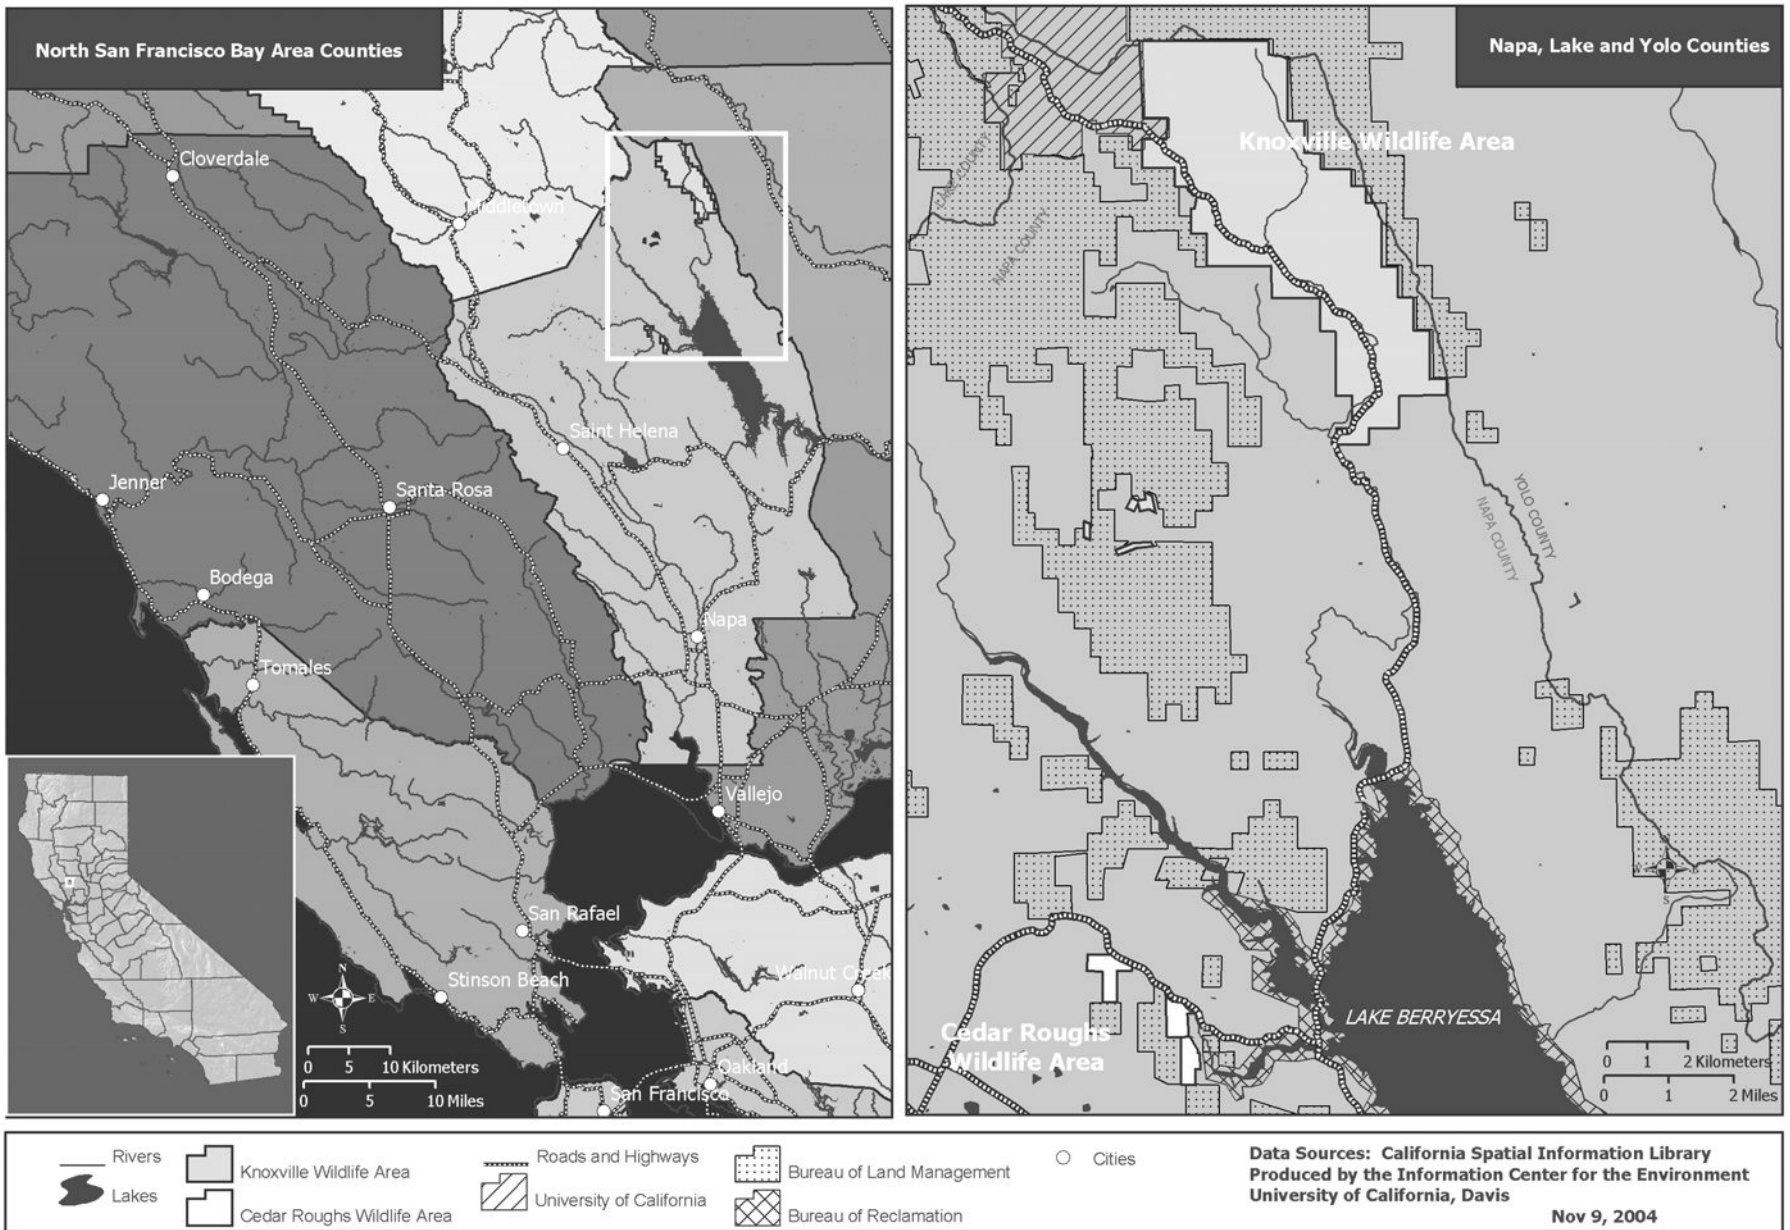 North San Francisco Bay Area Counties
Cloverdale
Middletown
Saint Helena
Jenner
Santa Rosa
Bodega
Napa
Tomales
Vallejo
San Rafael
Stinson Beach
Walnut Creek
Oakland
San Francisco
N
W E
S
0 5 10 Kilometers
0 5 10 Miles
Napa, Lake and Yolo Counties
Knoxville Wildlife Area
LAKE COUNTY
NAPA COUNTY
YOLO COUNTY
NAPA COUNTY
W
S
LAKE BERRYESSA
Cedar Roughs
Wildlife Area
0 1 2 Kilometers
0 1 2 Miles
Rivers
Lakes
Knoxville Wildlife Area
Cedar Roughs Wildlife Area
Roads and Highways
University of California
Bureau of Land Management
Bureau of Reclamation
Cities
Data Sources: California Spatial Information Library
Produced by the Information Center for the Environment
University of California, Davis
Nov 9, 2004